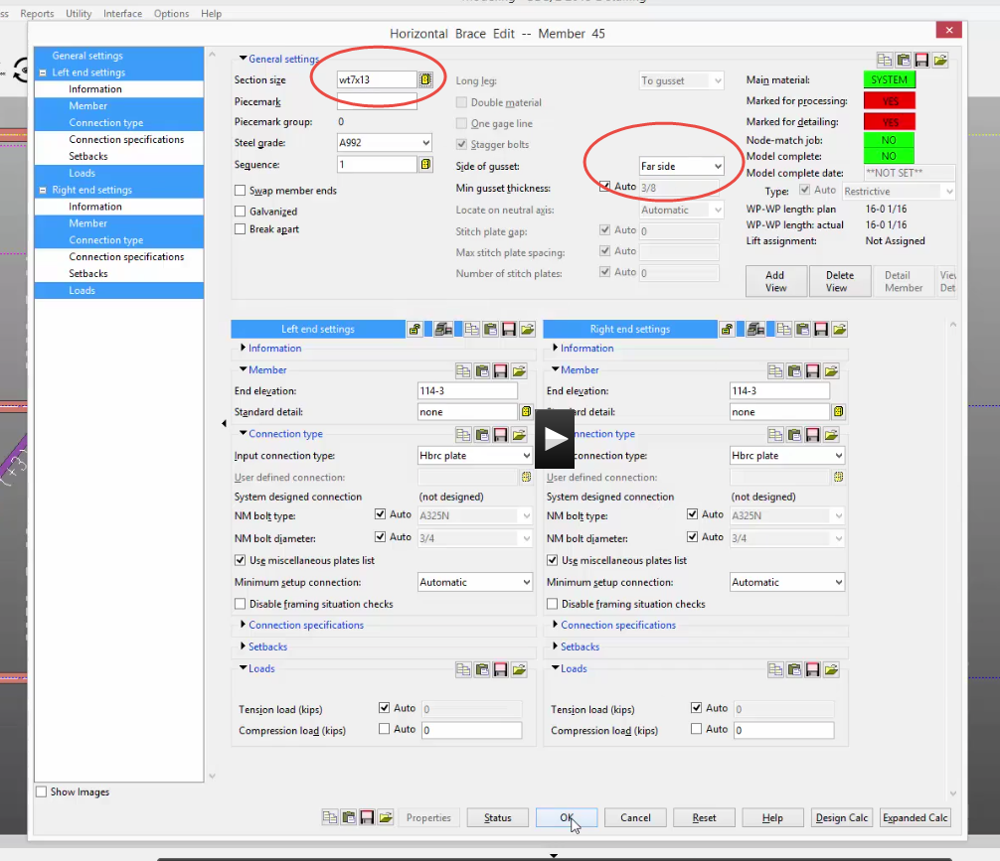 ss Reports Utility Interface Options Help
Horizontal Brace Edit -- Member 45
General settings
Left end settings
Information
Member
Connection type
Connection specifications
Setbacks
Loads
Right end settings
Information
Member
Connection type
Connection specifications
Setbacks
Loads
Show Images
General settings
Section size wt7x13
Piecemark
Piecemark group: 0
Steel grade: A992
Sequence: 1
Swap member ends
Galvanized
Break apart
Long leg: To gusset
Double material
One gage line
Stagger bolts
Side of gusset: Far side
Min gusset thickness: Auto 3/8
Locate on neutral axis: Automatic
Stitch plate gap: Auto 0
Max stitch plate spacing: Auto
Number of stitch plates: Auto 0
Main material: SYSTEM
Marked for processing: YES
Marked for detailing: YES
Node-match job: NO
Model complete: NO
Model complete date: **NOT SET**
Type: Auto Restrictive
WP-WP length: plan 16-0 1/16
WP-WP length: actual 16-0 1/16
Lift assignment: Not Assigned
Add View
Delete View
Detail Member
Left end settings
Information
Member
End elevation: 114-3
Standard detail: none
Connection type
Input connection type: Hbrc plate
User defined connection:
System designed connection (not designed)
NM bolt type: Auto A325N
NM bolt diameter: Auto 3/4
Use miscellaneous plates list
Minimum setup connection: Automatic
Disable framing situation checks
Connection specifications
Setbacks
Loads
Tension load (kips) Auto 0
Compression load (kips) Auto 0
Right end settings
Information
Member
End elevation: 114-3
ard detail: none
nnection type
connection type: Hbrc plate
User defined connection:
System designed connection (not designed)
NM bolt type: Auto A325N
NM bolt diameter: Auto 3/4
Use miscellaneous plates list
Minimum setup connection: Automatic
Disable framing situation checks
Connection specifications
Setbacks
Loads
Tension load (kips) Auto 0
Compression load (kips) Auto 0
Properties Status OK Cancel Reset Help Design Calc Expanded Calc